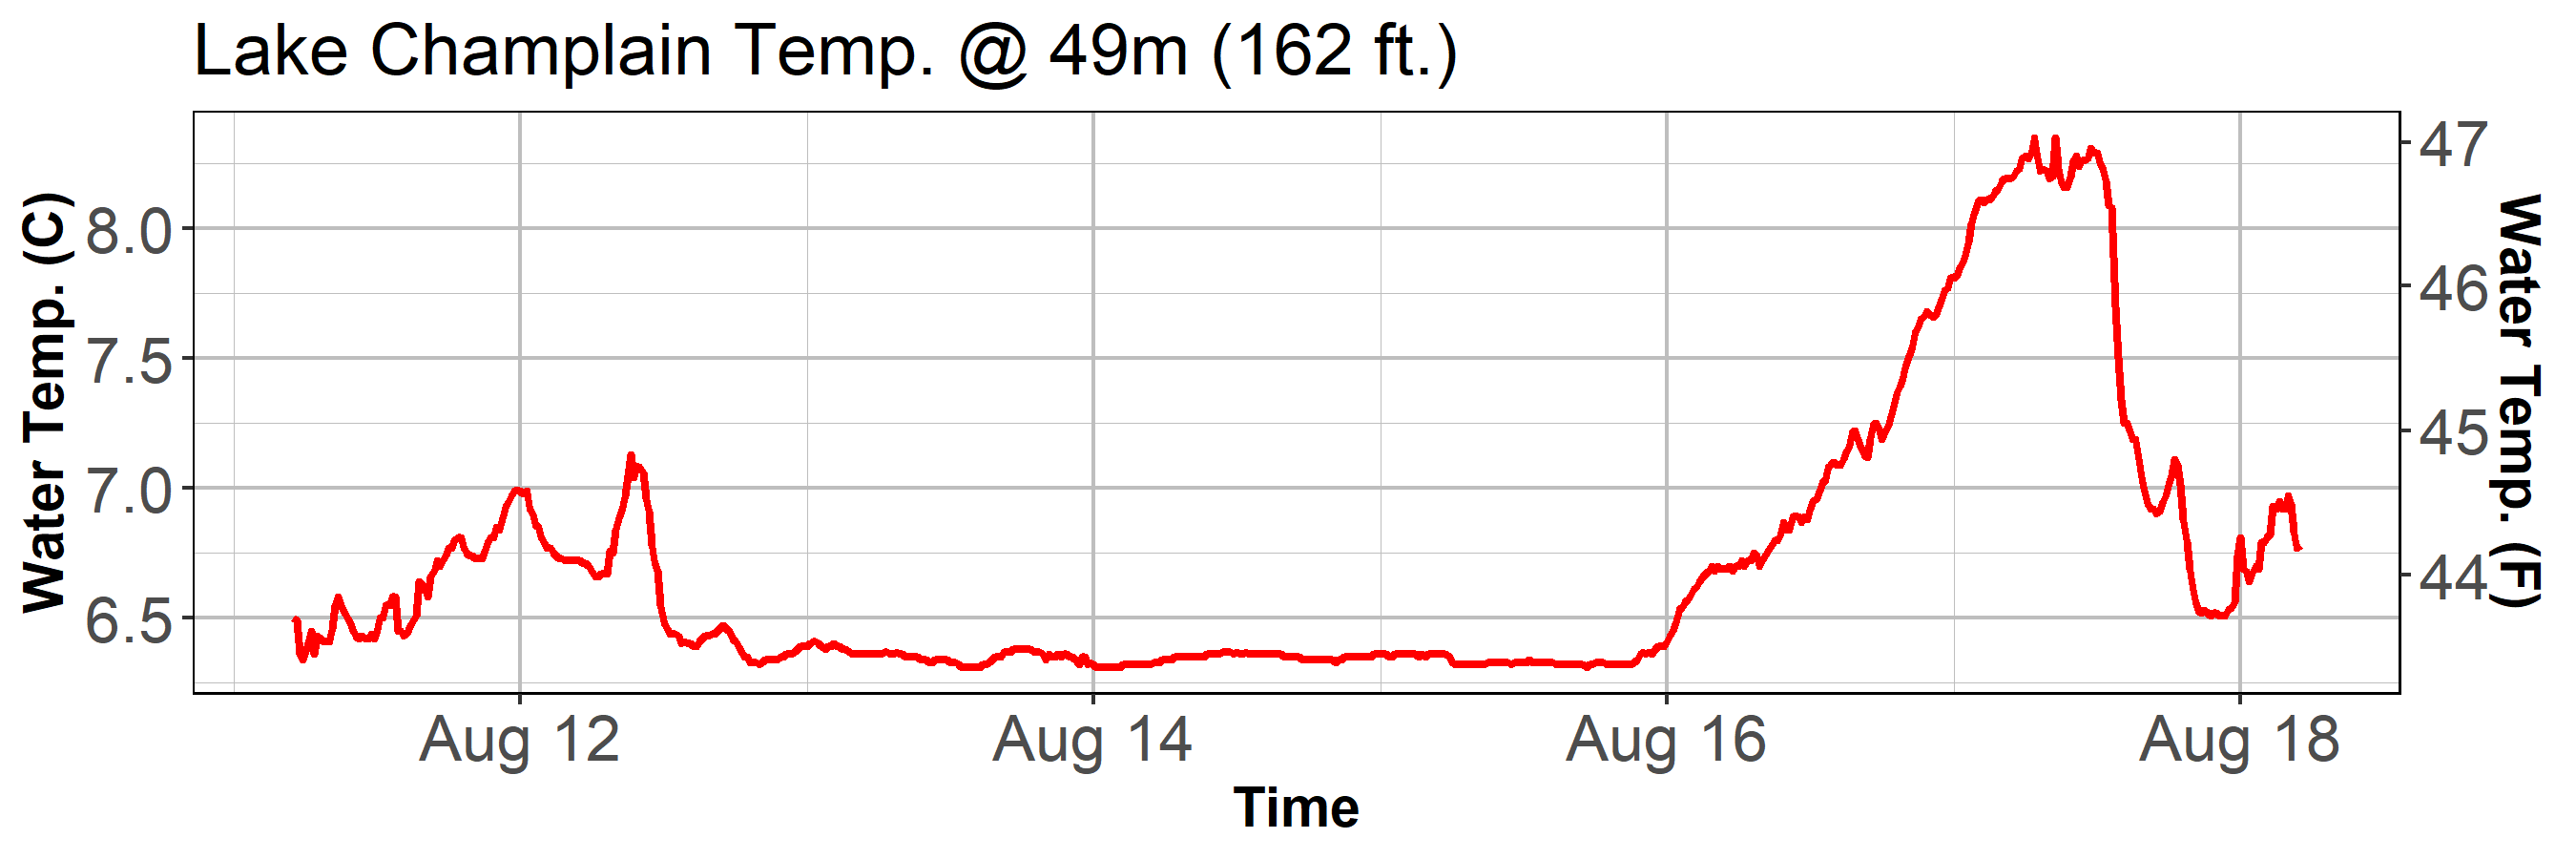 Lake Champlain Temp. @ 49m (162 ft.)
Water Temp. (C)
8.0
7.5
7.0
6.5
47
46
45
44
Water Temp. (F)
Aug 12
Aug 14
Aug 16
Aug 18
Time